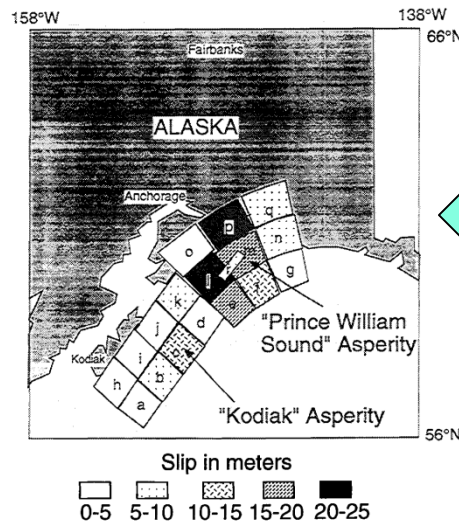 158°W 138°W
66°N
Fairbanks
ALASKA
Anchorage
p
q
o
n
l
g
f
k
e
d
"Prince William
Sound" Asperity
j
c
i
Kodiak
h
b
a
"Kodiak" Asperity
56°N
Slip in meters
0-5 5-10 10-15 15-20 20-25